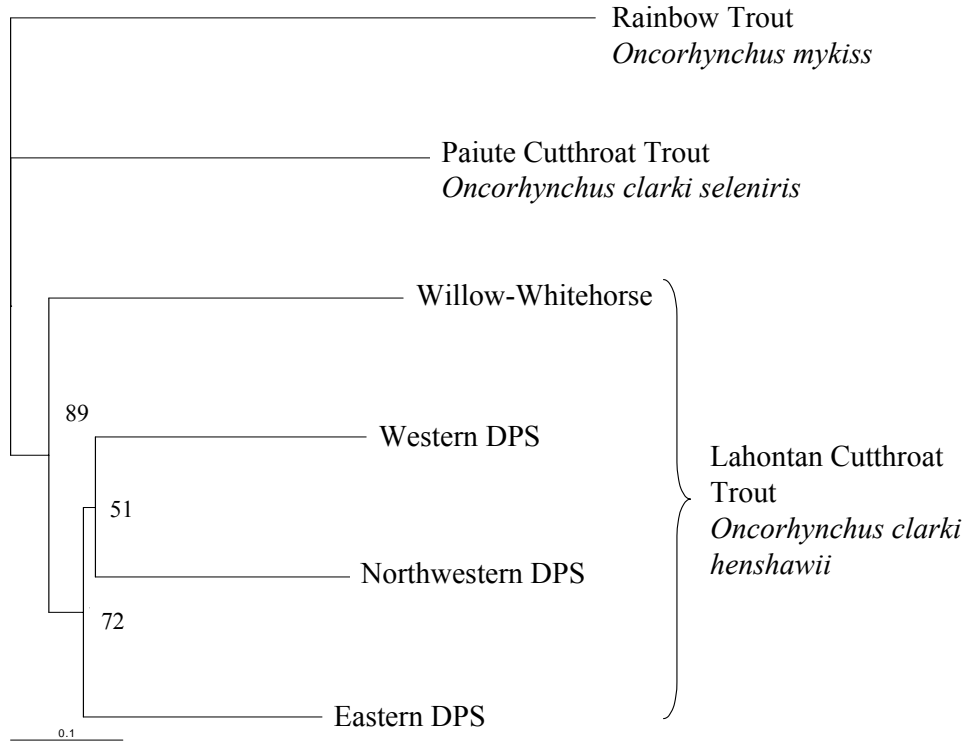 Rainbow Trout
Oncorhynchus mykiss
Paiute Cutthroat Trout
Oncorhynchus clarki seleniris
Willow-Whitehorse
89
Western DPS
Lahontan Cutthroat
Trout
Oncorhynchus clarki
henshawii
51
Northwestern DPS
72
Eastern DPS
0.1